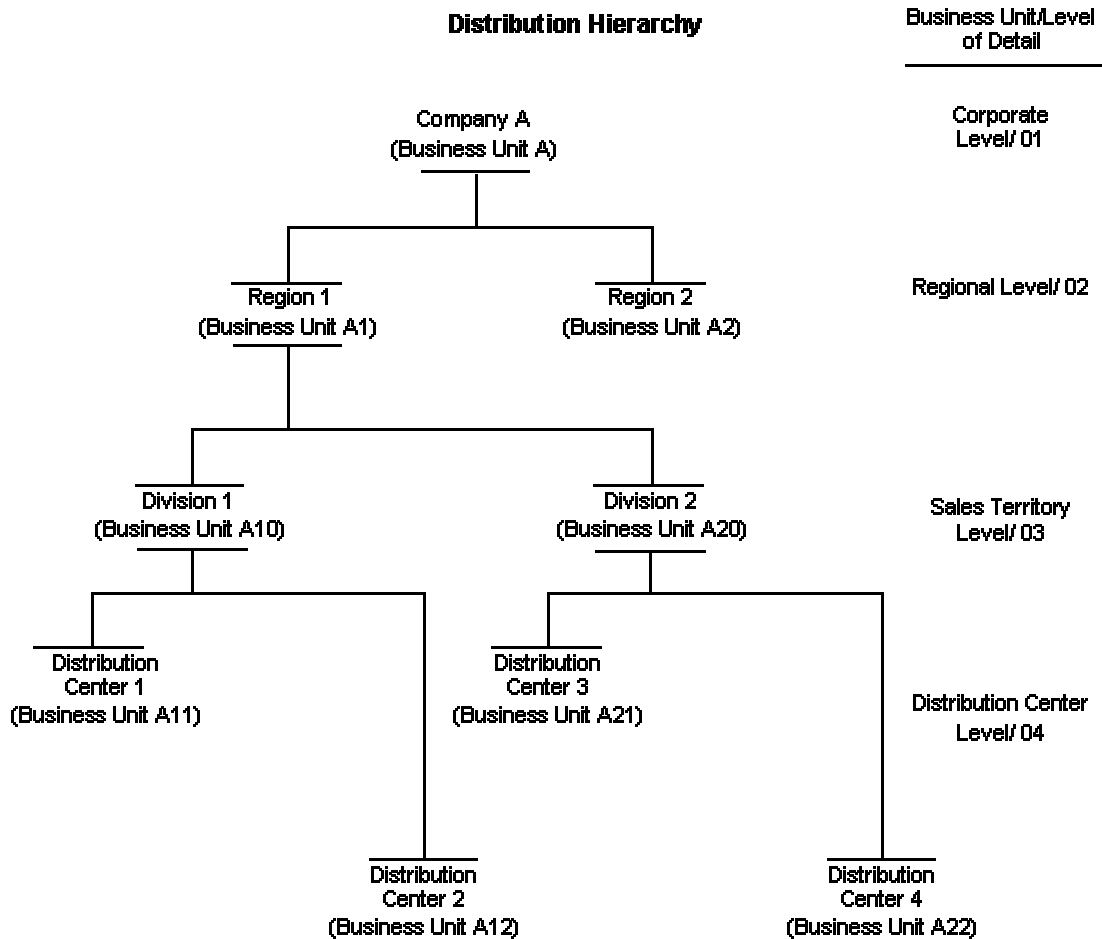 Distribution Hierarchy
Business Unit/Level
of Detail
Company A
(Business Unit A)
Corporate
Level/ 01
Region 1
(Business Unit A1)
Region 2
(Business Unit A2)
Regional Level/ 02
Division 1
(Business Unit A10)
Division 2
(Business Unit A20)
Sales Territory
Level/ 03
Distribution
Center 1
(Business Unit A11)
Distribution
Center 3
(Business Unit A21)
Distribution Center
Level/ 04
Distribution
Center 2
(Business Unit A12)
Distribution
Center 4
(Business Unit A22)